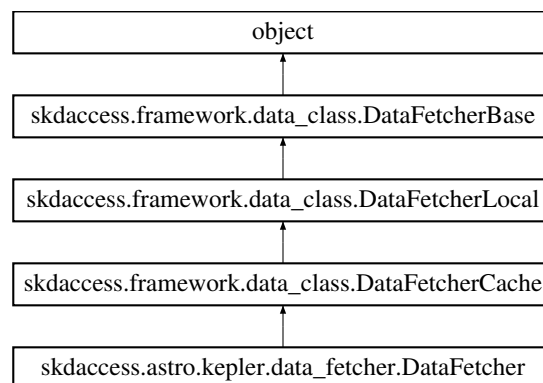 object
skdaccess.framework.data_class.DataFetcherBase
skdaccess.framework.data_class.DataFetcherLocal
skdaccess.framework.data_class.DataFetcherCache
skdaccess.astro.kepler.data_fetcher.DataFetcher